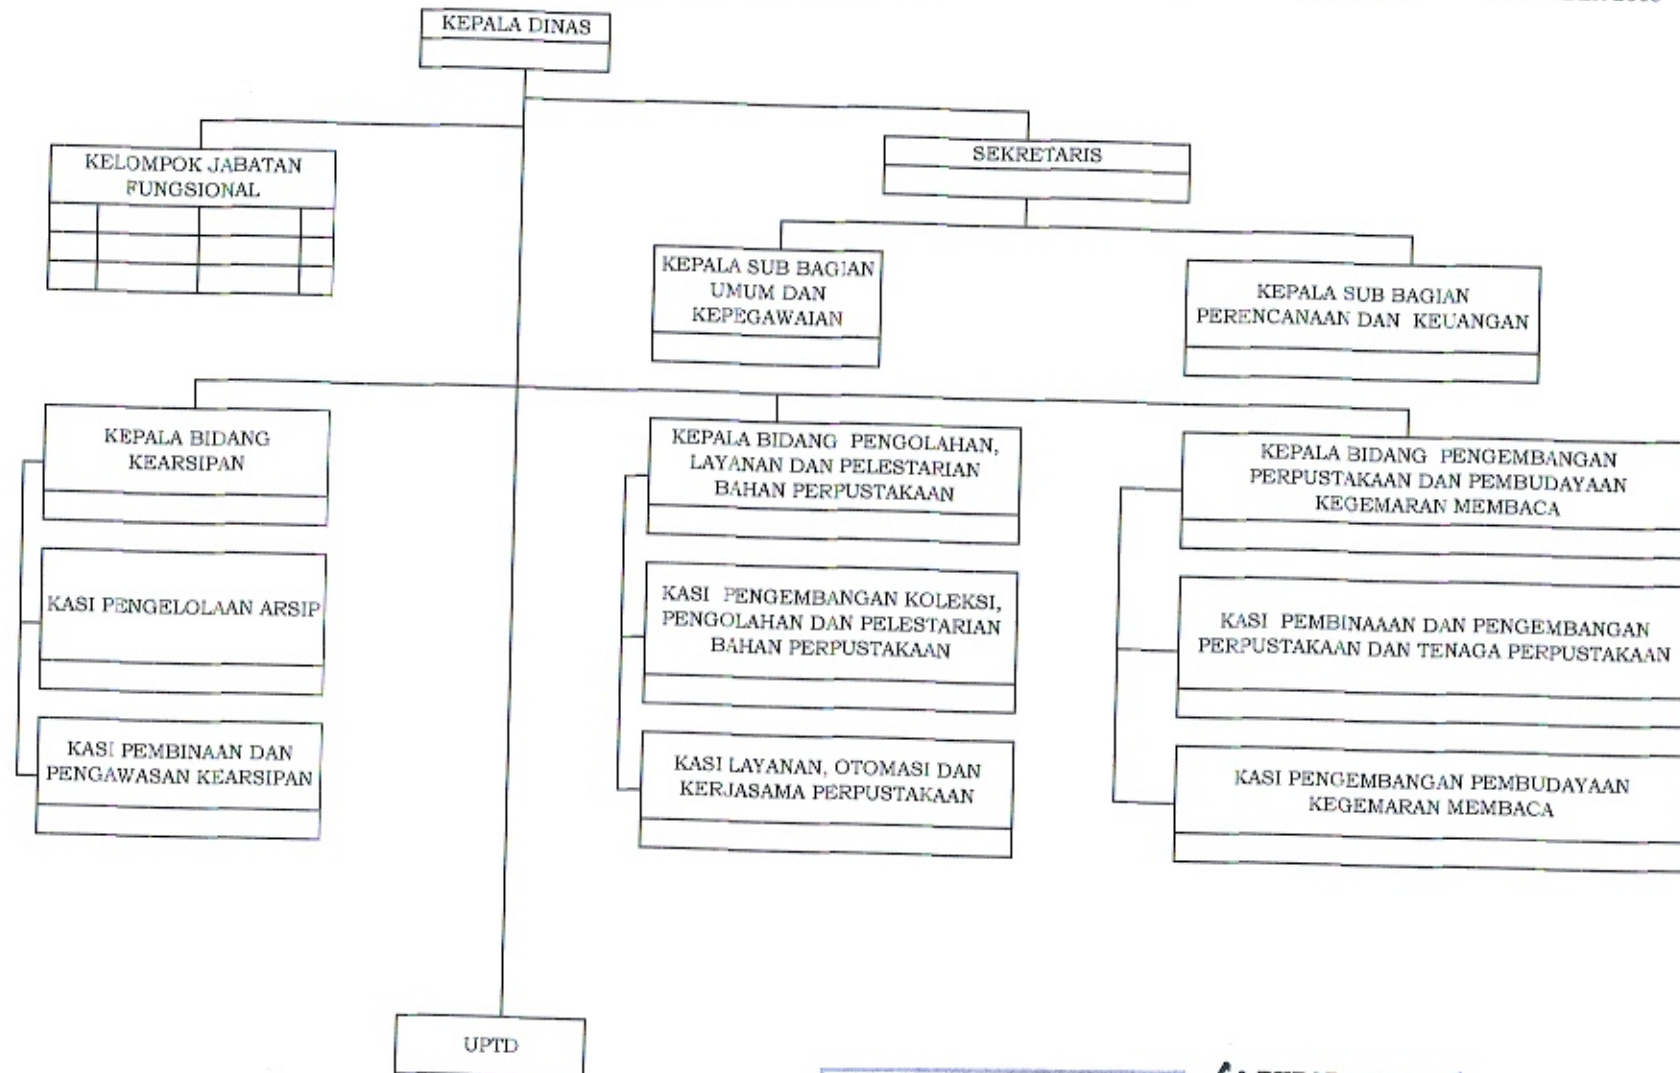 KEPALA DINAS
KELOMPOK JABATAN
FUNGSIONAL
SEKRETARIS
KEPALA SUB BAGIAN
UMUM DAN
KEPEGAWAIAN
KEPALA SUB BAGIAN
PERENCANAAN DAN KEUANGAN
KEPALA BIDANG
KEARSIPAN
KASI PENGELOLAAN ARSIP
KASI PEMBINAAN DAN
PENGAWASAN KEARSIPAN
KEPALA BIDANG PENGOLAHAN,
LAYANAN DAN PELESTARIAN
BAHAN PERPUSTAKAAN
KASI PENGEMBANGAN KOLEKSI,
PENGOLAHAN DAN PELESTARIAN
BAHAN PERPUSTAKAAN
KASI LAYANAN, OTOMASI DAN
KERJASAMA PERPUSTAKAAN
KEPALA BIDANG PENGEMBANGAN
PERPUSTAKAAN DAN PEMBUDAYAAN
KEGEMARAN MEMBACA
KASI PEMBINAAAN DAN PENGEMBANGAN
PERPUSTAKAAN DAN TENAGA PERPUSTAKAAN
KASI PENGEMBANGAN PEMBUDAYAAN
KEGEMARAN MEMBACA
UPTD